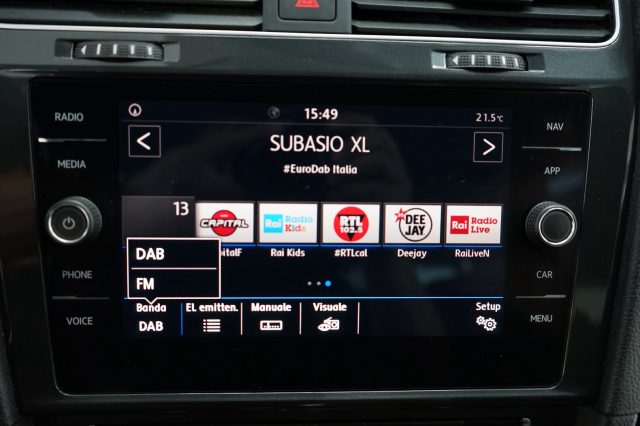 15:49
21.5°C
RADIO
MEDIA
PHONE
VOICE
NAV
APP
CAR
MENU
<
SUBASIO XL
>
#EuroDab Italia
13
CAPITAL
Rai Radio Kids
RTL 102.5
DEE JAY
Rai Radio Live
pitalF
Rai Kids
#RTLcal
Deejay
RaiLiveN
DAB
FM
Banda
DAB
El. emitten.
Manuale
Visuale
Setup